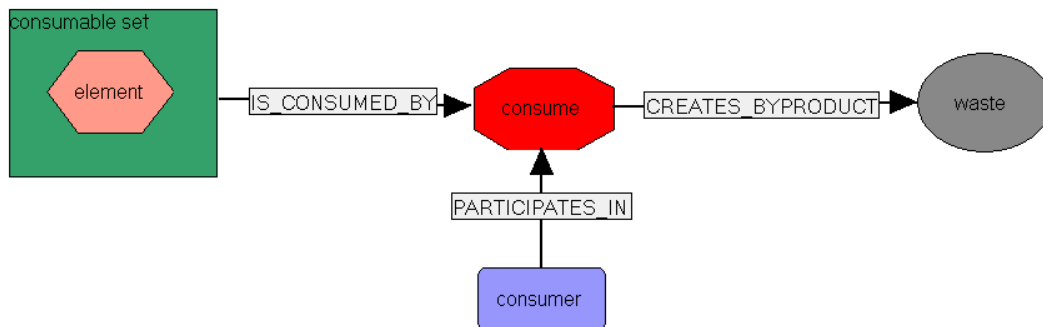 consumable set
element
IS_CONSUMED_BY
consume
CREATES_BYPRODUCT
waste
PARTICIPATES_IN
consumer